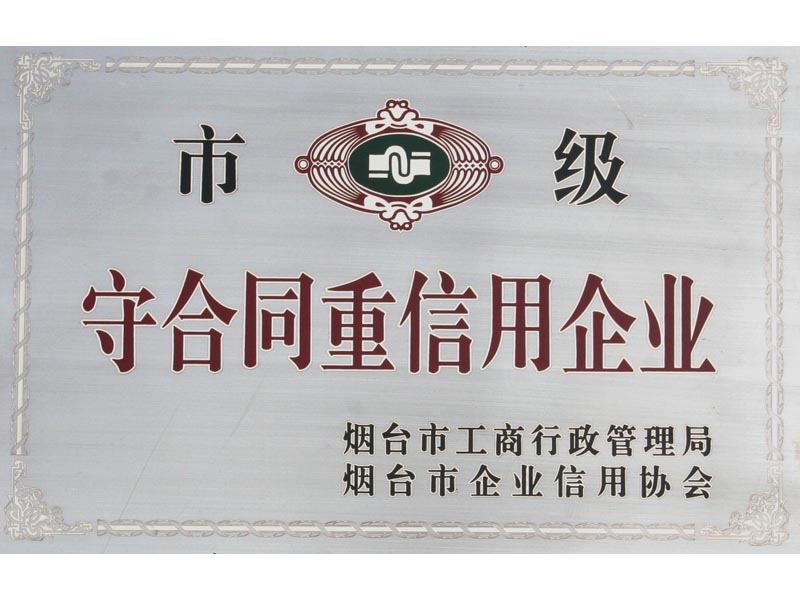 市 级
守合同重信用企业
烟台市工商行政管理局
烟台市企业信用协会